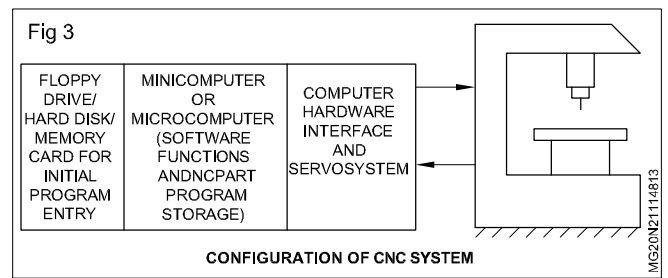 Fig 3
FLOPPY
DRIVE/
HARD DISK/
MEMORY
CARD FOR
INITIAL
PROGRAM
ENTRY
MINICOMPUTER
OR
MICROCOMPUTER
(SOFTWARE
FUNCTIONS
ANDNCPART
PROGRAM
STORAGE)
COMPUTER
HARDWARE
INTERFACE
AND
SERVOSYSTEM
CONFIGURATION OF CNC SYSTEM
MG20N21114813